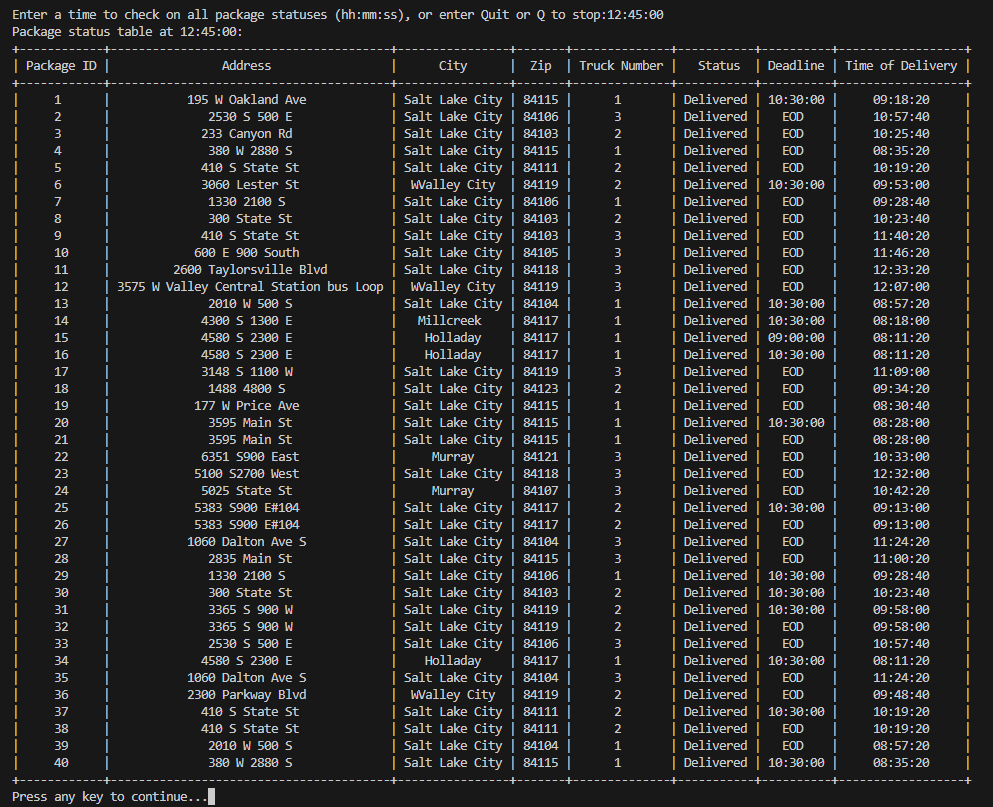 Enter a time to check on all package statuses (hh:mm:ss), or enter Quit or Q to stop:12:45:00
Package status table at 12:45:00:
+------------+----------------------------------------+----------------+-------+--------------+-----------+----------+------------------+
| Package ID | Address | City | Zip | Truck Number | Status | Deadline | Time of Delivery |
+------------+----------------------------------------+----------------+-------+--------------+-----------+----------+------------------+
| 1 | 195 W Oakland Ave | Salt Lake City | 84115 | 1 | Delivered | 10:30:00 | 09:18:20 |
| 2 | 2530 S 500 E | Salt Lake City | 84106 | 3 | Delivered | EOD | 10:57:40 |
| 3 | 233 Canyon Rd | Salt Lake City | 84103 | 2 | Delivered | EOD | 10:25:40 |
| 4 | 380 W 2880 S | Salt Lake City | 84115 | 1 | Delivered | EOD | 08:35:20 |
| 5 | 410 S State St | Salt Lake City | 84111 | 2 | Delivered | EOD | 10:19:20 |
| 6 | 3060 Lester St | WValley City | 84119 | 2 | Delivered | 10:30:00 | 09:53:00 |
| 7 | 1330 2100 S | Salt Lake City | 84106 | 1 | Delivered | EOD | 09:28:40 |
| 8 | 300 State St | Salt Lake City | 84103 | 2 | Delivered | EOD | 10:23:40 |
| 9 | 410 S State St | Salt Lake City | 84103 | 3 | Delivered | EOD | 11:40:20 |
| 10 | 600 E 900 South | Salt Lake City | 84105 | 3 | Delivered | EOD | 11:46:20 |
| 11 | 2600 Taylorsville Blvd | Salt Lake City | 84118 | 3 | Delivered | EOD | 12:33:20 |
| 12 | 3575 W Valley Central Station bus Loop | WValley City | 84119 | 3 | Delivered | EOD | 12:07:00 |
| 13 | 2010 W 500 S | Salt Lake City | 84104 | 1 | Delivered | 10:30:00 | 08:57:20 |
| 14 | 4300 S 1300 E | Millcreek | 84117 | 1 | Delivered | 10:30:00 | 08:18:00 |
| 15 | 4580 S 2300 E | Holladay | 84117 | 1 | Delivered | 09:00:00 | 08:11:20 |
| 16 | 4580 S 2300 E | Holladay | 84117 | 1 | Delivered | 10:30:00 | 08:11:20 |
| 17 | 3148 S 1100 W | Salt Lake City | 84119 | 3 | Delivered | EOD | 11:09:00 |
| 18 | 1488 4800 S | Salt Lake City | 84123 | 2 | Delivered | EOD | 09:34:20 |
| 19 | 177 W Price Ave | Salt Lake City | 84115 | 1 | Delivered | EOD | 08:30:40 |
| 20 | 3595 Main St | Salt Lake City | 84115 | 1 | Delivered | 10:30:00 | 08:28:00 |
| 21 | 3595 Main St | Salt Lake City | 84115 | 1 | Delivered | EOD | 08:28:00 |
| 22 | 6351 S900 East | Murray | 84121 | 3 | Delivered | EOD | 10:33:00 |
| 23 | 5100 S2700 West | Salt Lake City | 84118 | 3 | Delivered | EOD | 12:32:00 |
| 24 | 5025 State St | Murray | 84107 | 3 | Delivered | EOD | 10:42:20 |
| 25 | 5383 S900 E#104 | Salt Lake City | 84117 | 2 | Delivered | 10:30:00 | 09:13:00 |
| 26 | 5383 S900 E#104 | Salt Lake City | 84117 | 2 | Delivered | EOD | 09:13:00 |
| 27 | 1060 Dalton Ave S | Salt Lake City | 84104 | 3 | Delivered | EOD | 11:24:20 |
| 28 | 2835 Main St | Salt Lake City | 84115 | 3 | Delivered | EOD | 11:00:20 |
| 29 | 1330 2100 S | Salt Lake City | 84106 | 1 | Delivered | 10:30:00 | 09:28:40 |
| 30 | 300 State St | Salt Lake City | 84103 | 2 | Delivered | 10:30:00 | 10:23:40 |
| 31 | 3365 S 900 W | Salt Lake City | 84119 | 2 | Delivered | 10:30:00 | 09:58:00 |
| 32 | 3365 S 900 W | Salt Lake City | 84119 | 2 | Delivered | EOD | 09:58:00 |
| 33 | 2530 S 500 E | Salt Lake City | 84106 | 3 | Delivered | EOD | 10:57:40 |
| 34 | 4580 S 2300 E | Holladay | 84117 | 1 | Delivered | 10:30:00 | 08:11:20 |
| 35 | 1060 Dalton Ave S | Salt Lake City | 84104 | 3 | Delivered | EOD | 11:24:20 |
| 36 | 2300 Parkway Blvd | WValley City | 84119 | 2 | Delivered | EOD | 09:48:40 |
| 37 | 410 S State St | Salt Lake City | 84111 | 2 | Delivered | 10:30:00 | 10:19:20 |
| 38 | 410 S State St | Salt Lake City | 84111 | 2 | Delivered | EOD | 10:19:20 |
| 39 | 2010 W 500 S | Salt Lake City | 84104 | 1 | Delivered | EOD | 08:57:20 |
| 40 | 380 W 2880 S | Salt Lake City | 84115 | 1 | Delivered | 10:30:00 | 08:35:20 |
+------------+----------------------------------------+----------------+-------+--------------+-----------+----------+------------------+
Press any key to continue...